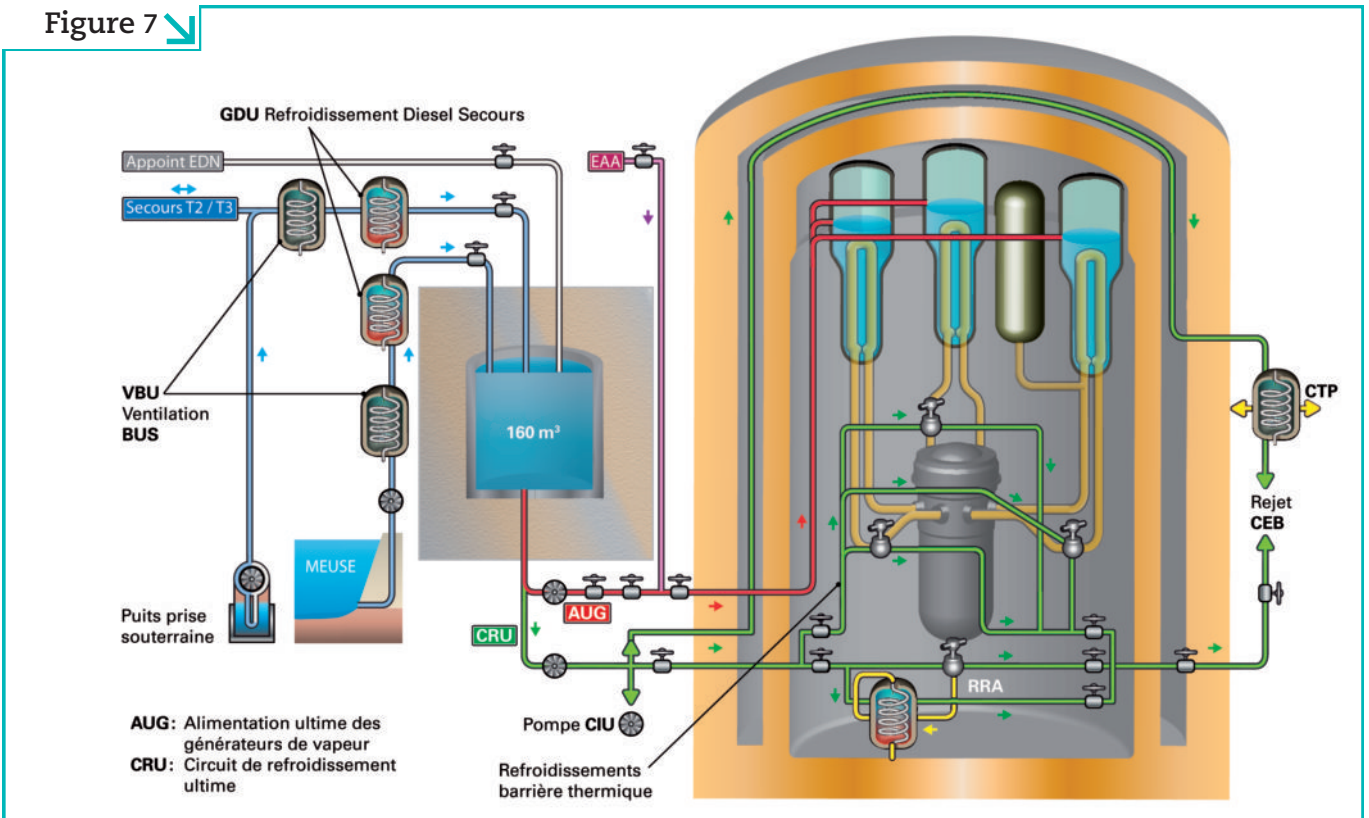 Figure 7
GDU Refroidissement Diesel Secours
Appoint EDN
EAA
Secours T2 / T3
VBU
Ventilation
BUS
160 m³
CTP
Rejet
CEB
MEUSE
Puits prise
souterraine
AUG
CRU
RRA
Pompe CIU
AUG: Alimentation ultime des
générateurs de vapeur
CRU: Circuit de refroidissement
ultime
Refroidissements
barrière thermique